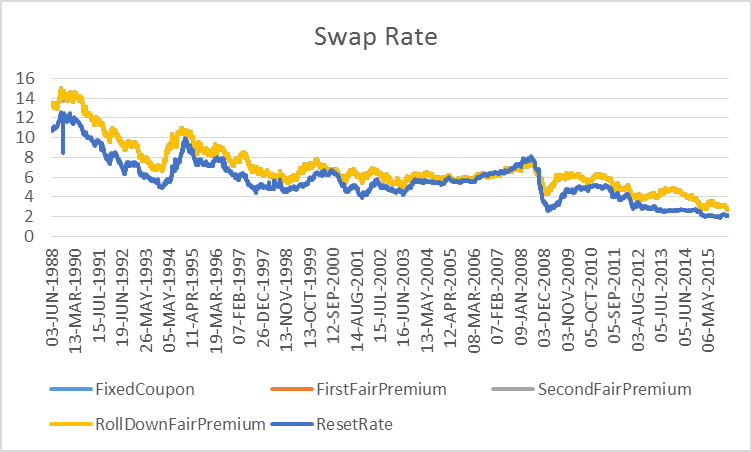 Swap Rate
16
14
12
10
8
6
4
2
0
03-JUN-1988
13-MAR-1990
15-JUL-1991
19-JUN-1992
26-MAY-1993
05-MAY-1994
11-APR-1995
19-MAR-1996
07-FEB-1997
26-DEC-1997
13-NOV-1998
13-OCT-1999
12-SEP-2000
14-AUG-2001
15-JUL-2002
26-JUN-2003
17-MAY-2004
12-APR-2005
08-MAR-2006
07-FEB-2007
09-JAN-2008
03-DEC-2008
03-NOV-2009
05-OCT-2010
05-SEP-2011
06-AUG-2012
05-JUL-2013
05-JUN-2014
06-MAY-2015
FixedCoupon FirstFairPremium SecondFairPremium
RollDownFairPremium ResetRate